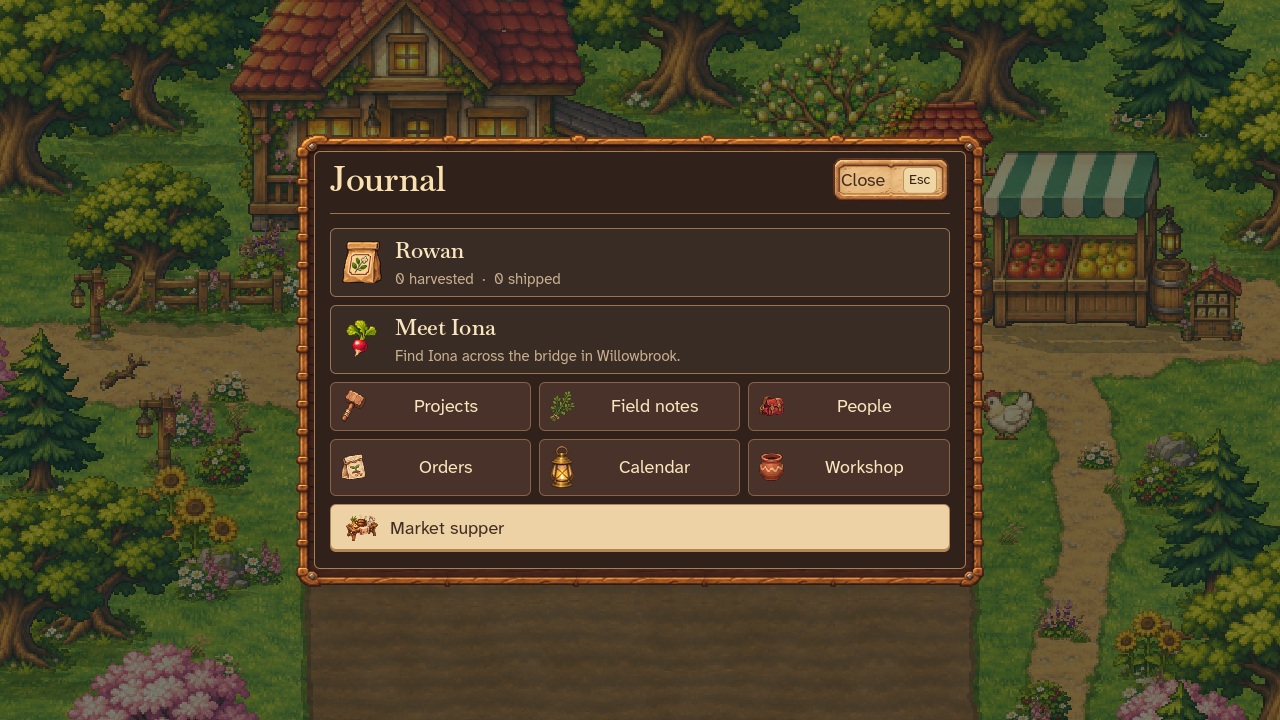 Journal
Close Esc
Rowan
0 harvested · 0 shipped
Meet Iona
Find Iona across the bridge in Willowbrook.
Projects
Field notes
People
Orders
Calendar
Workshop
Market supper